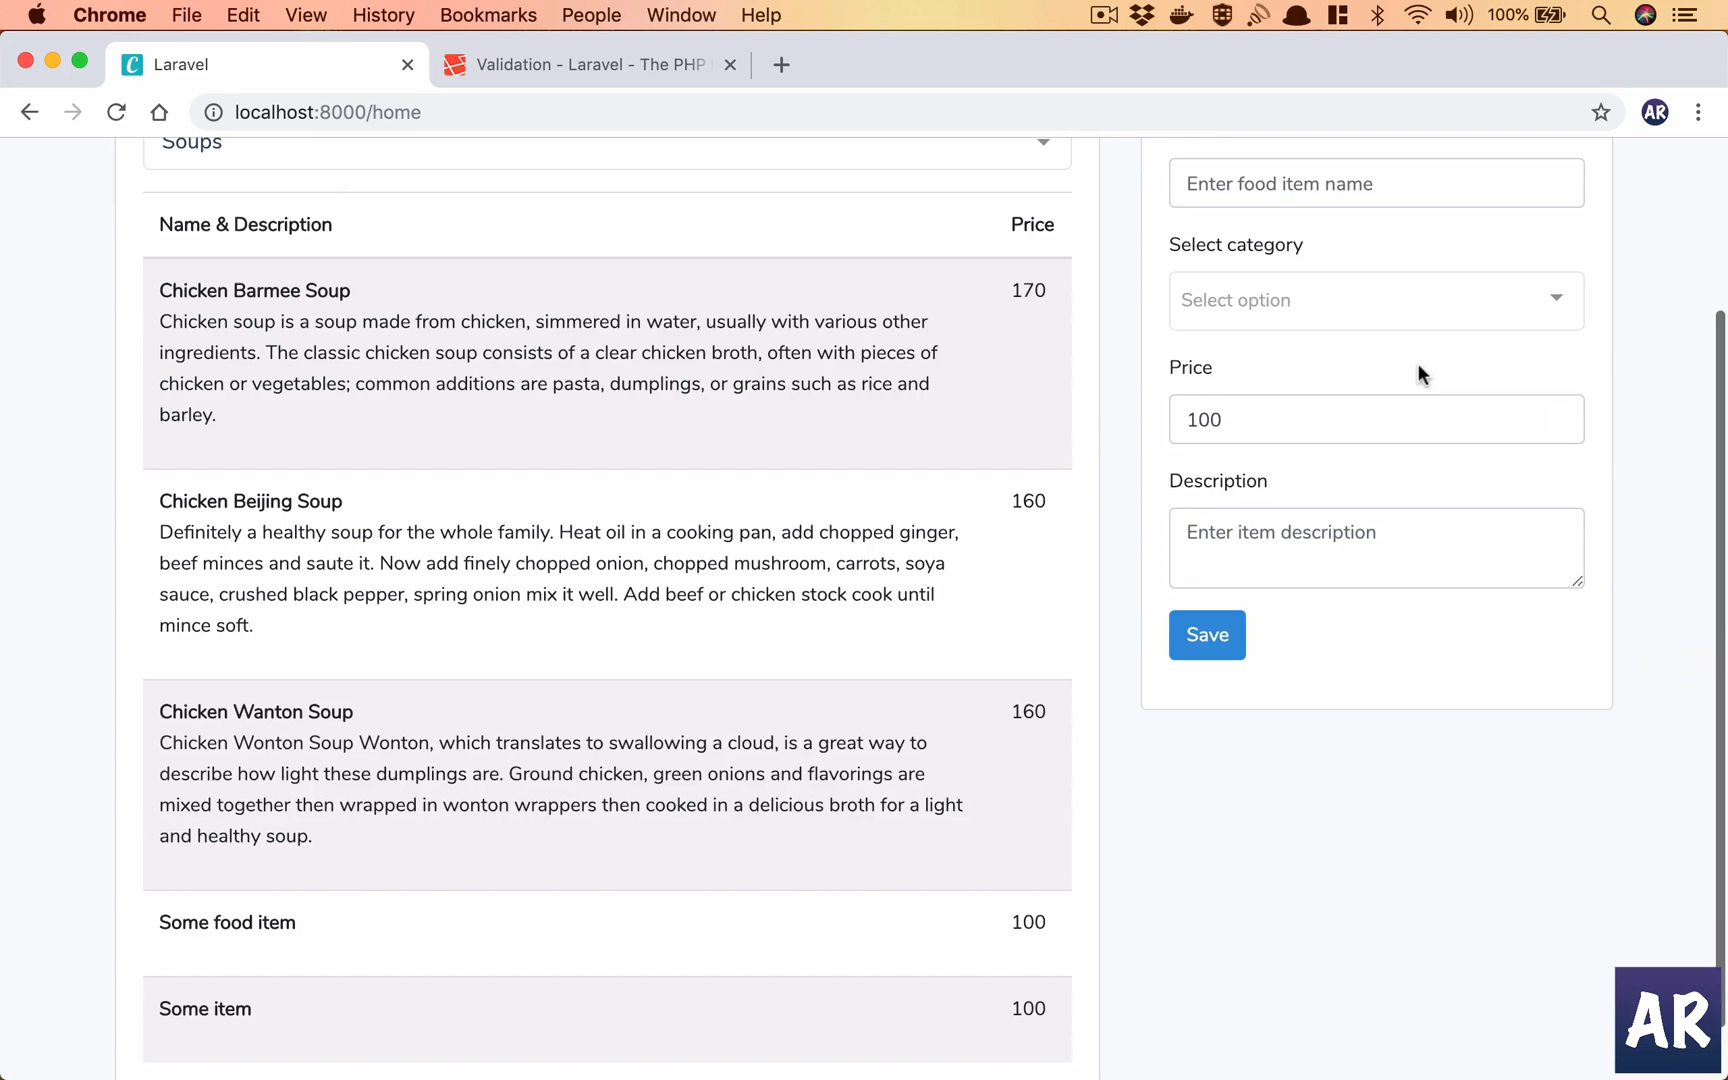 Chrome File Edit View History Bookmarks People Window Help 100%
Laravel Validation - Laravel - The PHP
localhost:8000/home AR
Soups
Name & Description Price
Chicken Barmee Soup 170
Chicken soup is a soup made from chicken, simmered in water, usually with various other
ingredients. The classic chicken soup consists of a clear chicken broth, often with pieces of
chicken or vegetables; common additions are pasta, dumplings, or grains such as rice and
barley.
Chicken Beijing Soup 160
Definitely a healthy soup for the whole family. Heat oil in a cooking pan, add chopped ginger,
beef minces and saute it. Now add finely chopped onion, chopped mushroom, carrots, soya
sauce, crushed black pepper, spring onion mix it well. Add beef or chicken stock cook until
mince soft.
Chicken Wanton Soup 160
Chicken Wonton Soup Wonton, which translates to swallowing a cloud, is a great way to
describe how light these dumplings are. Ground chicken, green onions and flavorings are
mixed together then wrapped in wonton wrappers then cooked in a delicious broth for a light
and healthy soup.
Some food item 100
Some item 100
Enter food item name
Select category
Select option
Price
100
Description
Enter item description
Save
AR